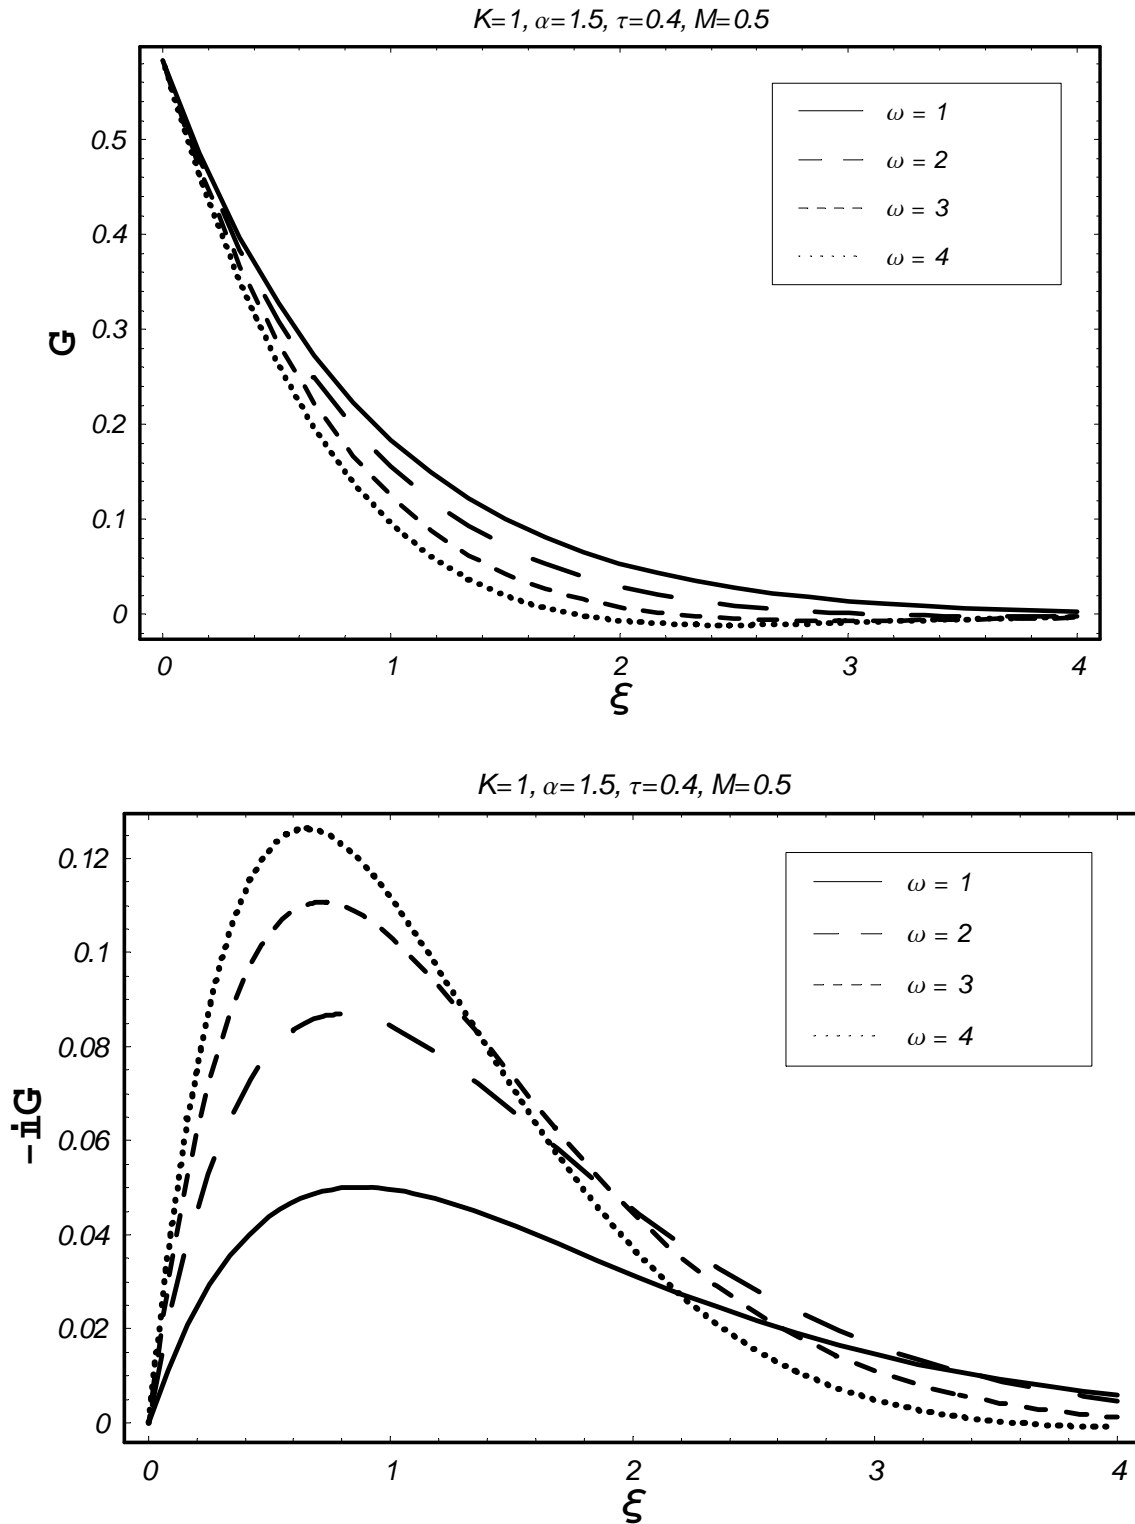 K=1, α=1.5, τ=0.4, M=0.5
ω = 1
ω = 2
ω = 3
ω = 4
0.5
0.4
0.3
0.2
0.1
0
G
0 1 2 3 4
ξ
K=1, α=1.5, τ=0.4, M=0.5
ω = 1
ω = 2
ω = 3
ω = 4
0.12
0.1
0.08
0.06
0.04
0.02
0
-ⅈG
0 1 2 3 4
ξ